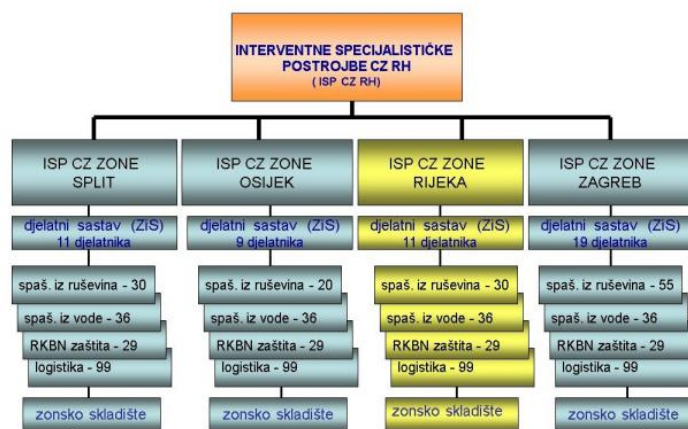 INTERVENTNE SPECIJALISTIČKE
POSTROJBE CZ RH
( ISP CZ RH)
ISP CZ ZONE
SPLIT
djelatni sastav (ZiS)
11 djelatnika
spaš. iz ruševina - 30
spaš. iz vode - 36
RKBN zaštita - 29
logistika - 99
zonsko skladište
ISP CZ ZONE
OSIJEK
djelatni sastav (ZiS)
9 djelatnika
spaš. iz ruševina - 20
spaš. iz vode - 36
RKBN zaštita - 29
logistika - 99
zonsko skladište
ISP CZ ZONE
RIJEKA
djelatni sastav (ZiS)
11 djelatnika
spaš. iz ruševina - 30
spaš. iz vode - 36
RKBN zaštita - 29
logistika - 99
zonsko skladište
ISP CZ ZONE
ZAGREB
djelatni sastav (ZiS)
19 djelatnika
spaš. iz ruševina - 55
spaš. iz vode - 36
RKBN zaštita - 29
logistika - 99
zonsko skladište